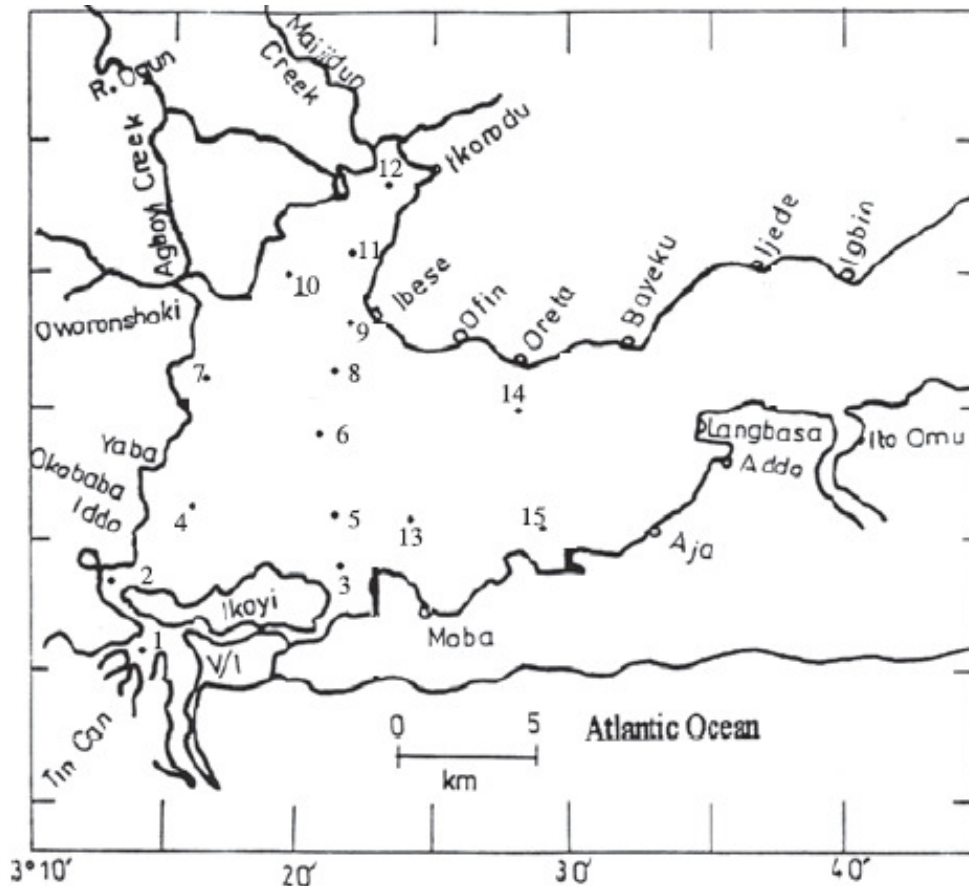 R. Ogun
Majidun
Creek
Agboyi Creek
Ikorodu
12
11
10
Ibese
Ofin
Oreta
Bayeku
Ijede
Igbin
Oworonshoki
9
7
8
14
6
Yaba
Okobaba
Iddo
Langbasa
Addo
Ito Omu
4
5
13
15
Aja
2
3
Ikoyi
1
V/I
Moba
Tin Can
0
5
km
Atlantic Ocean
3°10'
20'
30'
40'